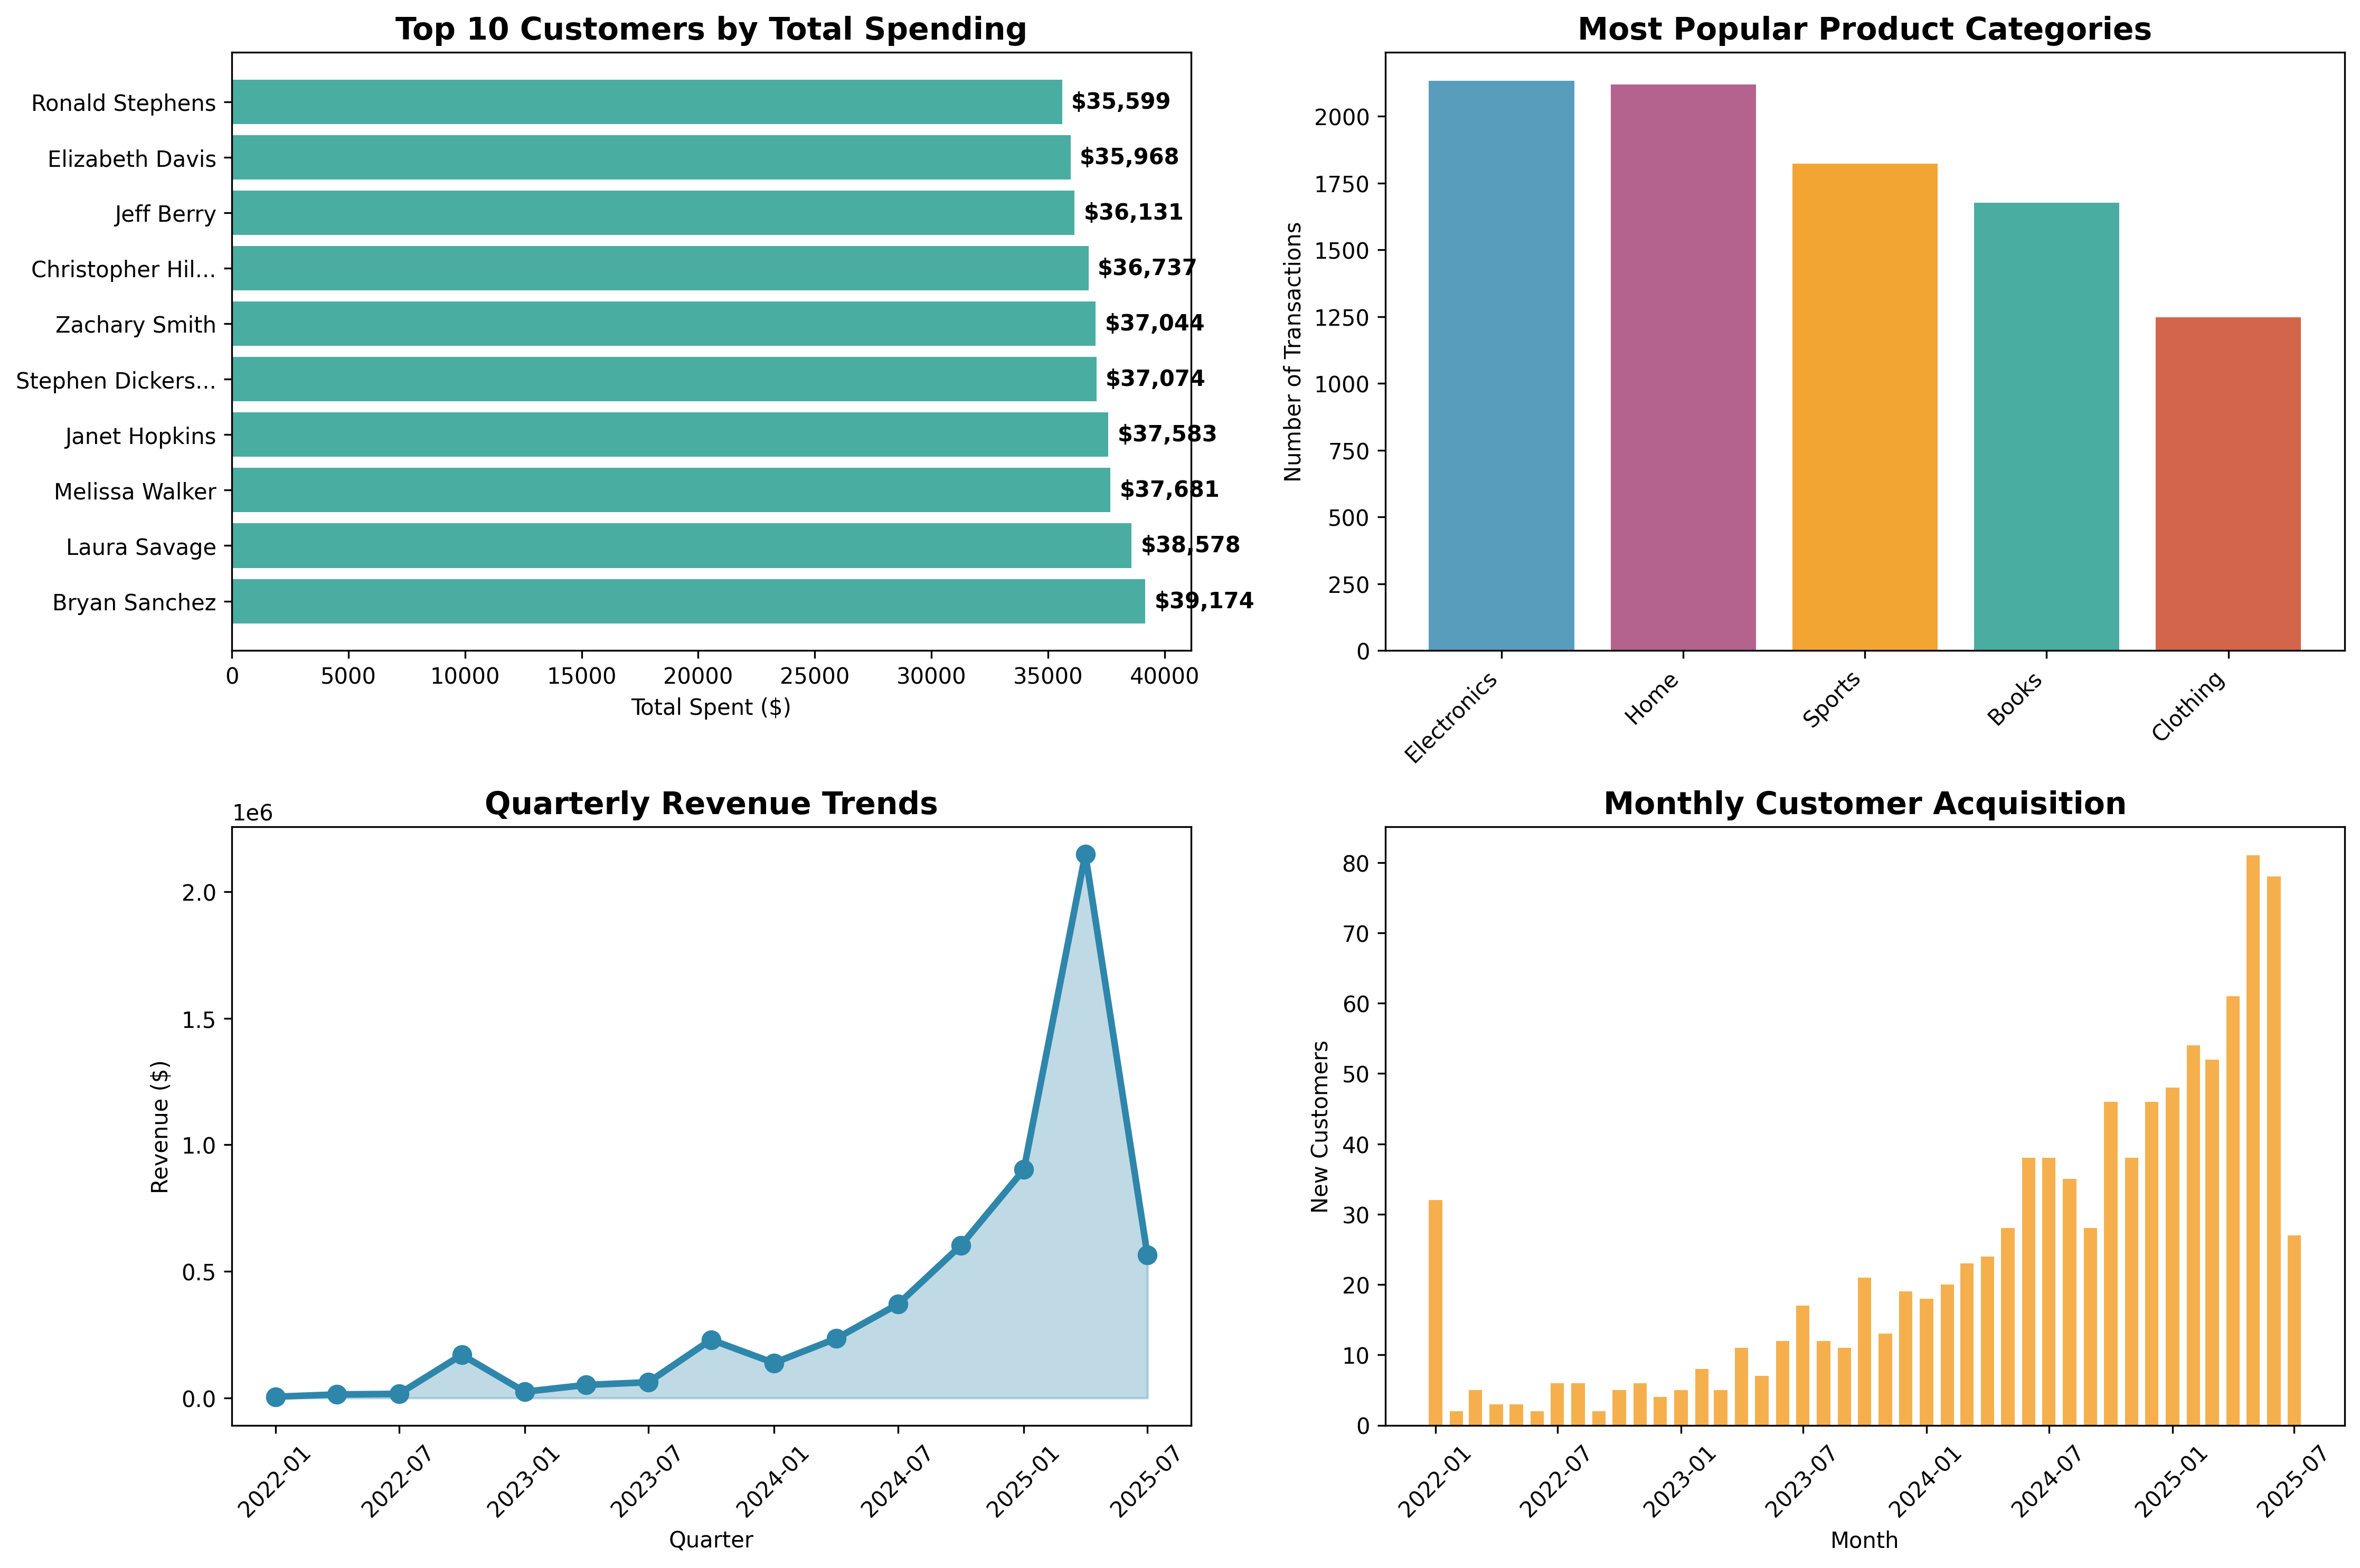 Top 10 Customers by Total Spending
Ronald Stephens $35,599
Elizabeth Davis $35,968
Jeff Berry $36,131
Christopher Hil... $36,737
Zachary Smith $37,044
Stephen Dickers... $37,074
Janet Hopkins $37,583
Melissa Walker $37,681
Laura Savage $38,578
Bryan Sanchez $39,174
0 5000 10000 15000 20000 25000 30000 35000 40000
Total Spent ($)
Most Popular Product Categories
Number of Transactions
2000
1750
1500
1250
1000
750
500
250
0
Electronics Home Sports Books Clothing
Quarterly Revenue Trends
1e6
Revenue ($)
2.0
1.5
1.0
0.5
0.0
2022-01 2022-07 2023-01 2023-07 2024-01 2024-07 2025-01 2025-07
Quarter
Monthly Customer Acquisition
New Customers
80
70
60
50
40
30
20
10
0
2022-01 2022-07 2023-01 2023-07 2024-01 2024-07 2025-01 2025-07
Month